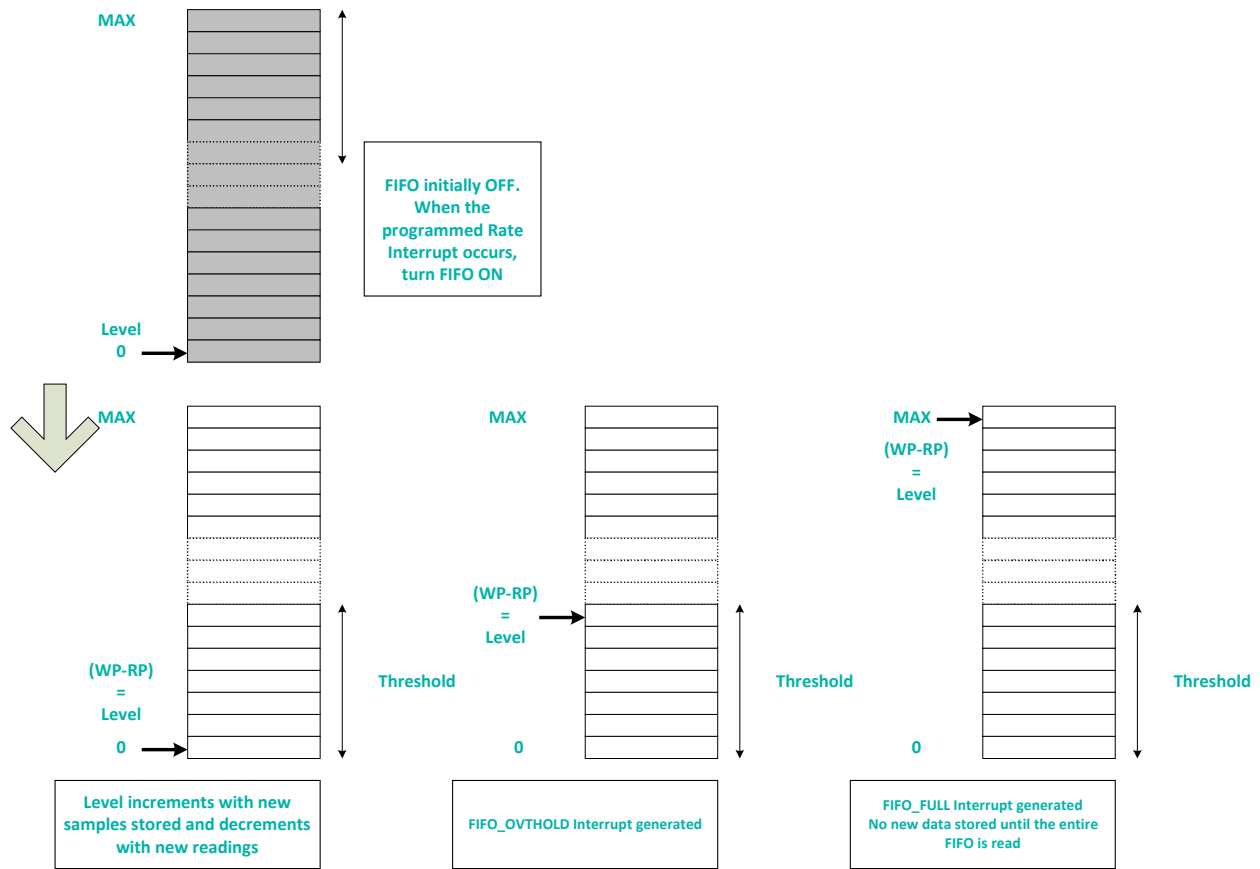 MAX
FIFO initially OFF.
When the
programmed Rate
Interrupt occurs,
turn FIFO ON
Level
0
MAX
(WP-RP)
=
Level
0
Threshold
Level increments with new
samples stored and decrements
with new readings
MAX
(WP-RP)
=
Level
0
Threshold
FIFO_OVTHOLD Interrupt generated
MAX
(WP-RP)
=
Level
0
Threshold
FIFO_FULL Interrupt generated
No new data stored until the entire
FIFO is read